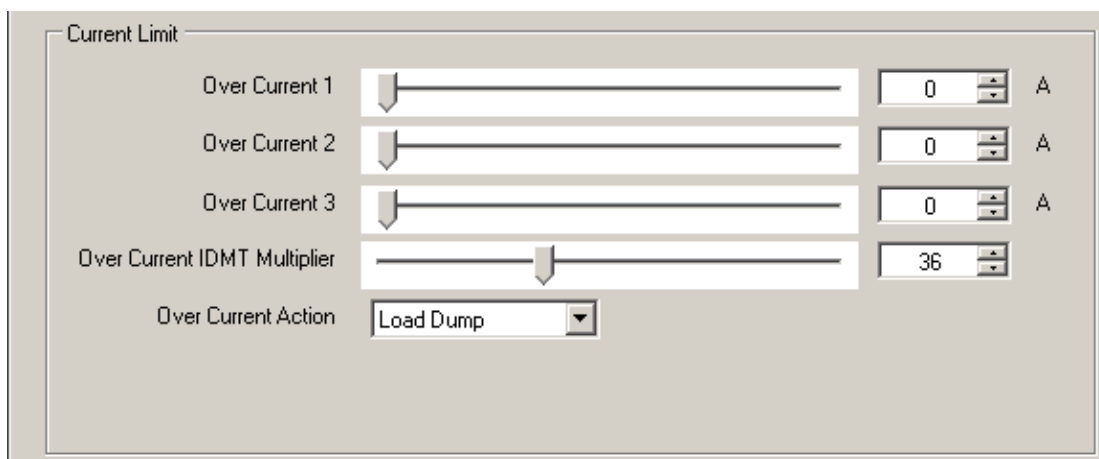 Current Limit
Over Current 1 0 A
Over Current 2 0 A
Over Current 3 0 A
Over Current IDMT Multiplier 36
Over Current Action Load Dump